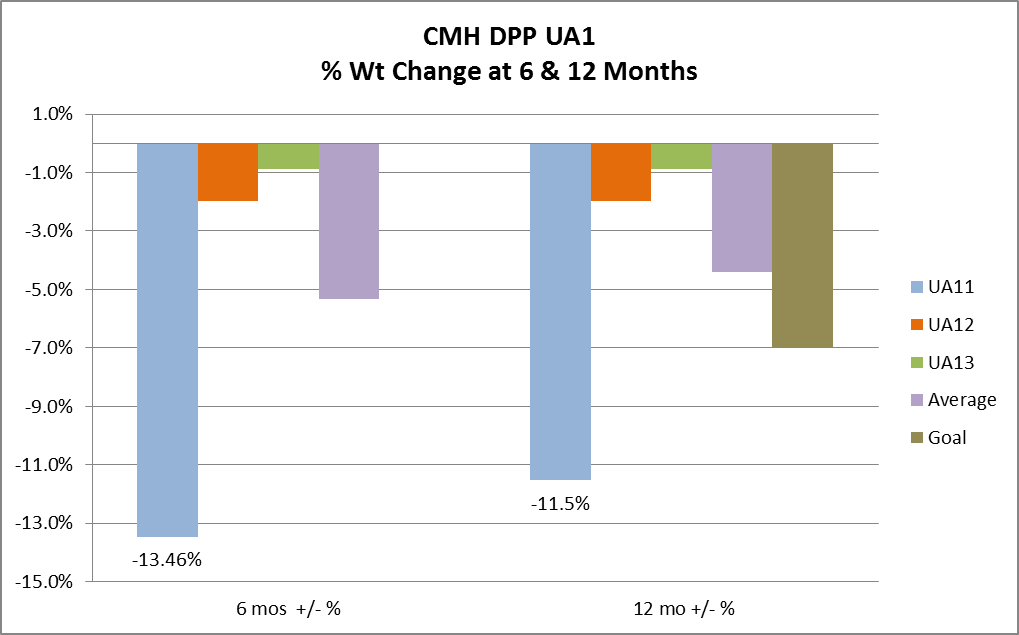 CMH DPP UA1
% Wt Change at 6 & 12 Months
1.0%
-1.0%
-3.0%
-5.0%
-7.0%
-9.0%
-11.0%
-13.0%
-15.0%
-13.46%
-11.5%
6 mos  +/- %
12 mo +/- %
UA11
UA12
UA13
Average
Goal